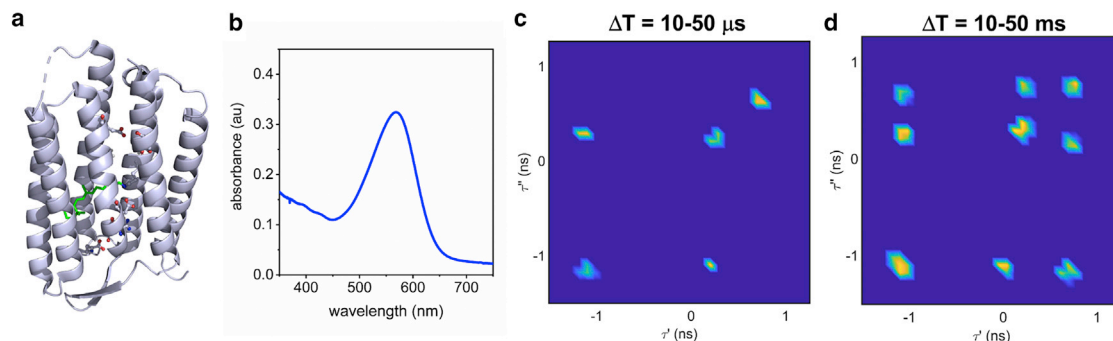 a
b
absorbance (au)
0.4
0.3
0.2
0.1
0.0
400
500
600
700
wavelength (nm)
c
ΔT = 10-50 μs
τ'' (ns)
1
0
-1
-1
0
1
τ' (ns)
d
ΔT = 10-50 ms
τ'' (ns)
1
0
-1
-1
0
1
τ' (ns)